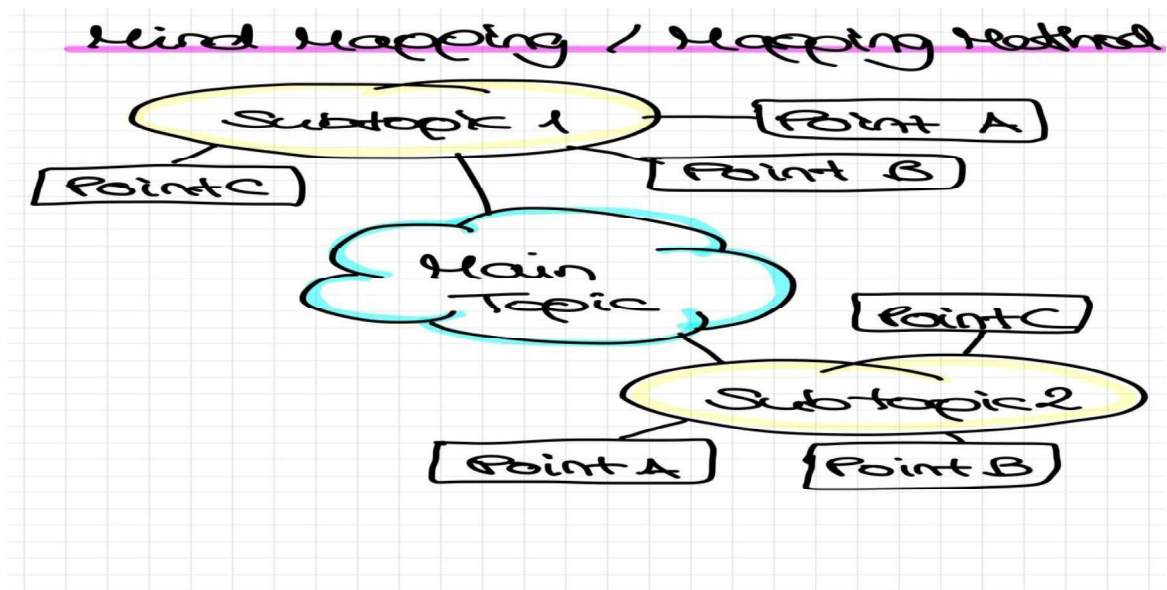 Mind Mapping / Mapping Method
Subtopic 1
Point A
Point B
Point C
Main
Topic
Point C
Subtopic 2
Point A
Point B